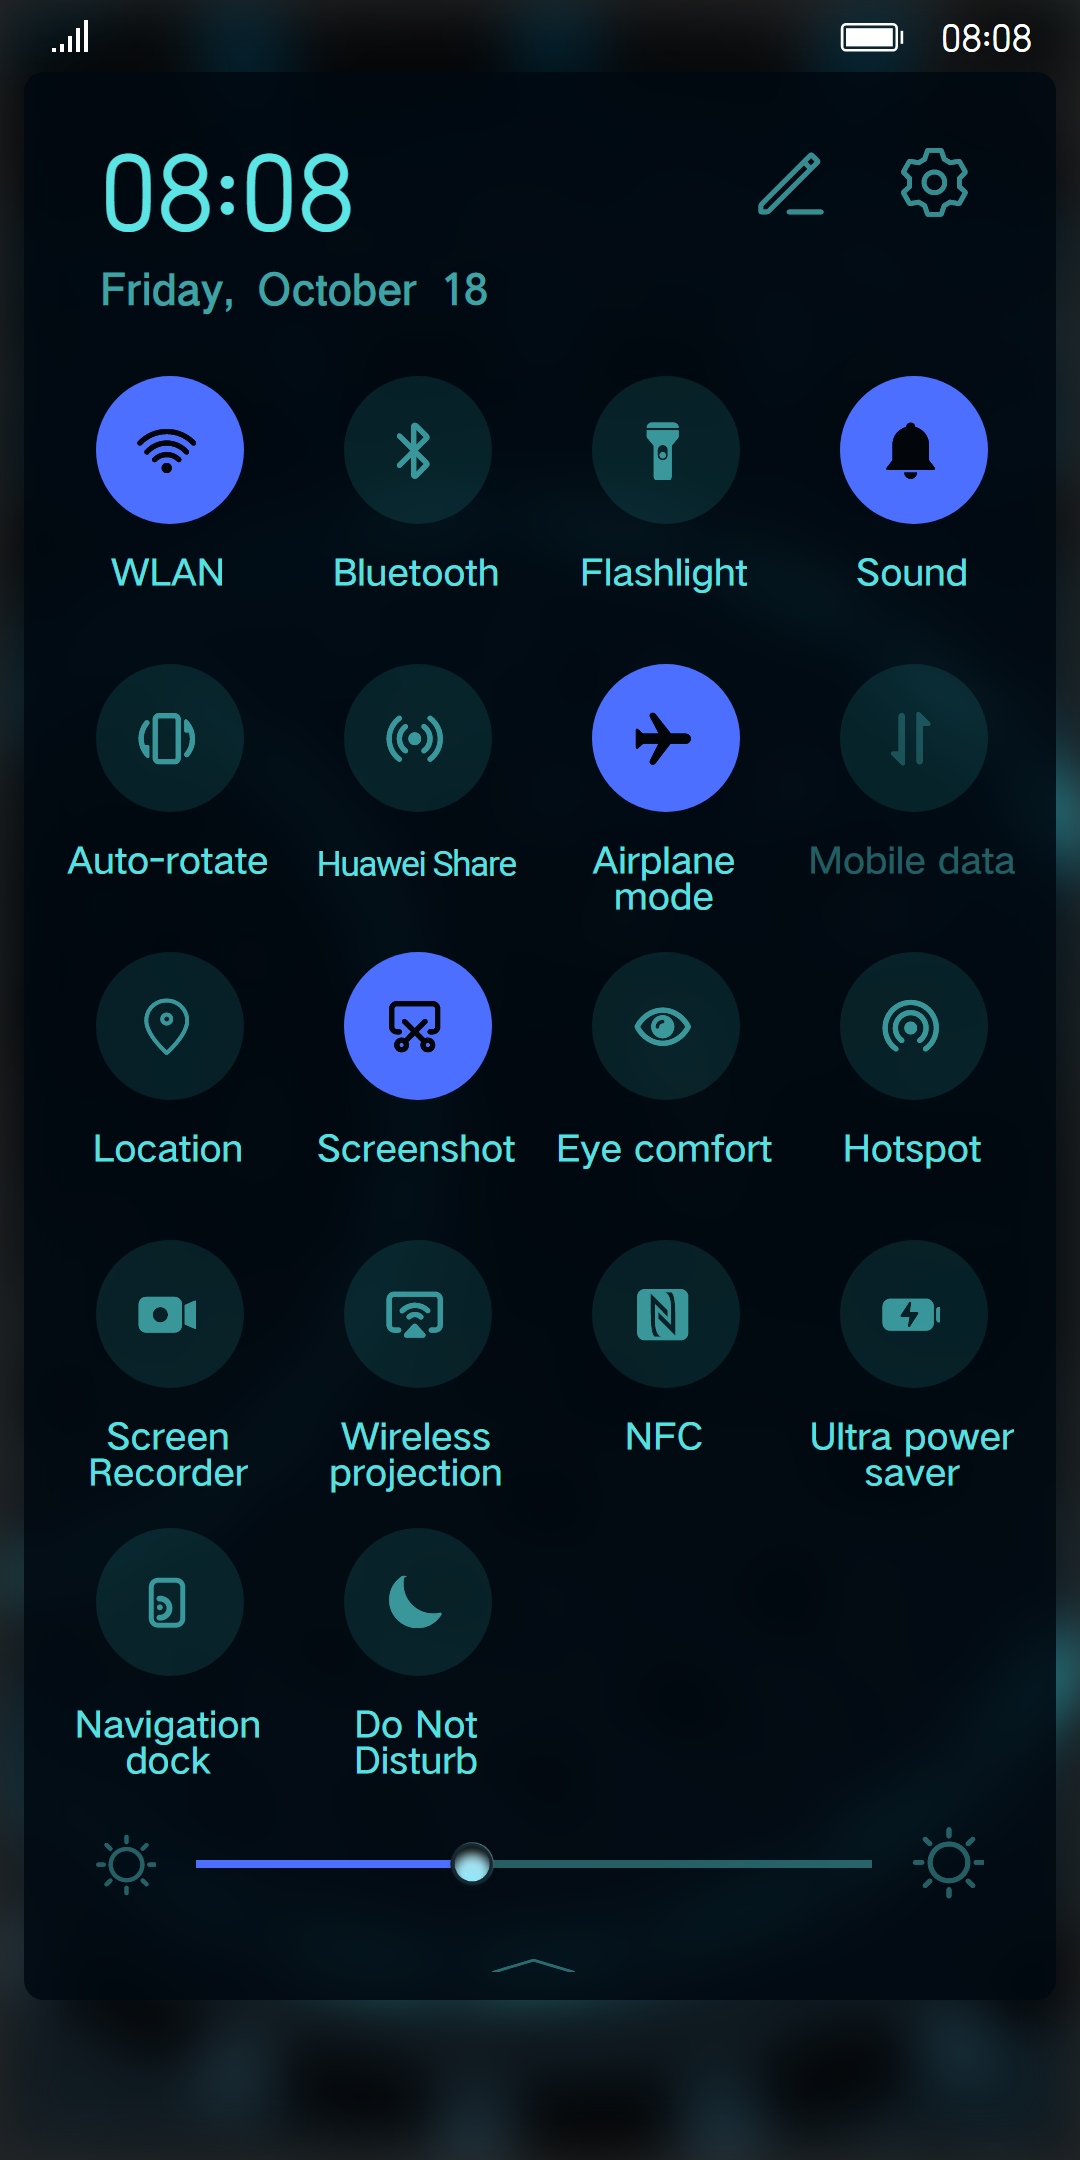 08:08
08:08
Friday, October 18
WLAN Bluetooth Flashlight Sound
Auto-rotate Huawei Share Airplane mode Mobile data
Location Screenshot Eye comfort Hotspot
Screen Recorder Wireless projection NFC Ultra power saver
Navigation dock Do Not Disturb